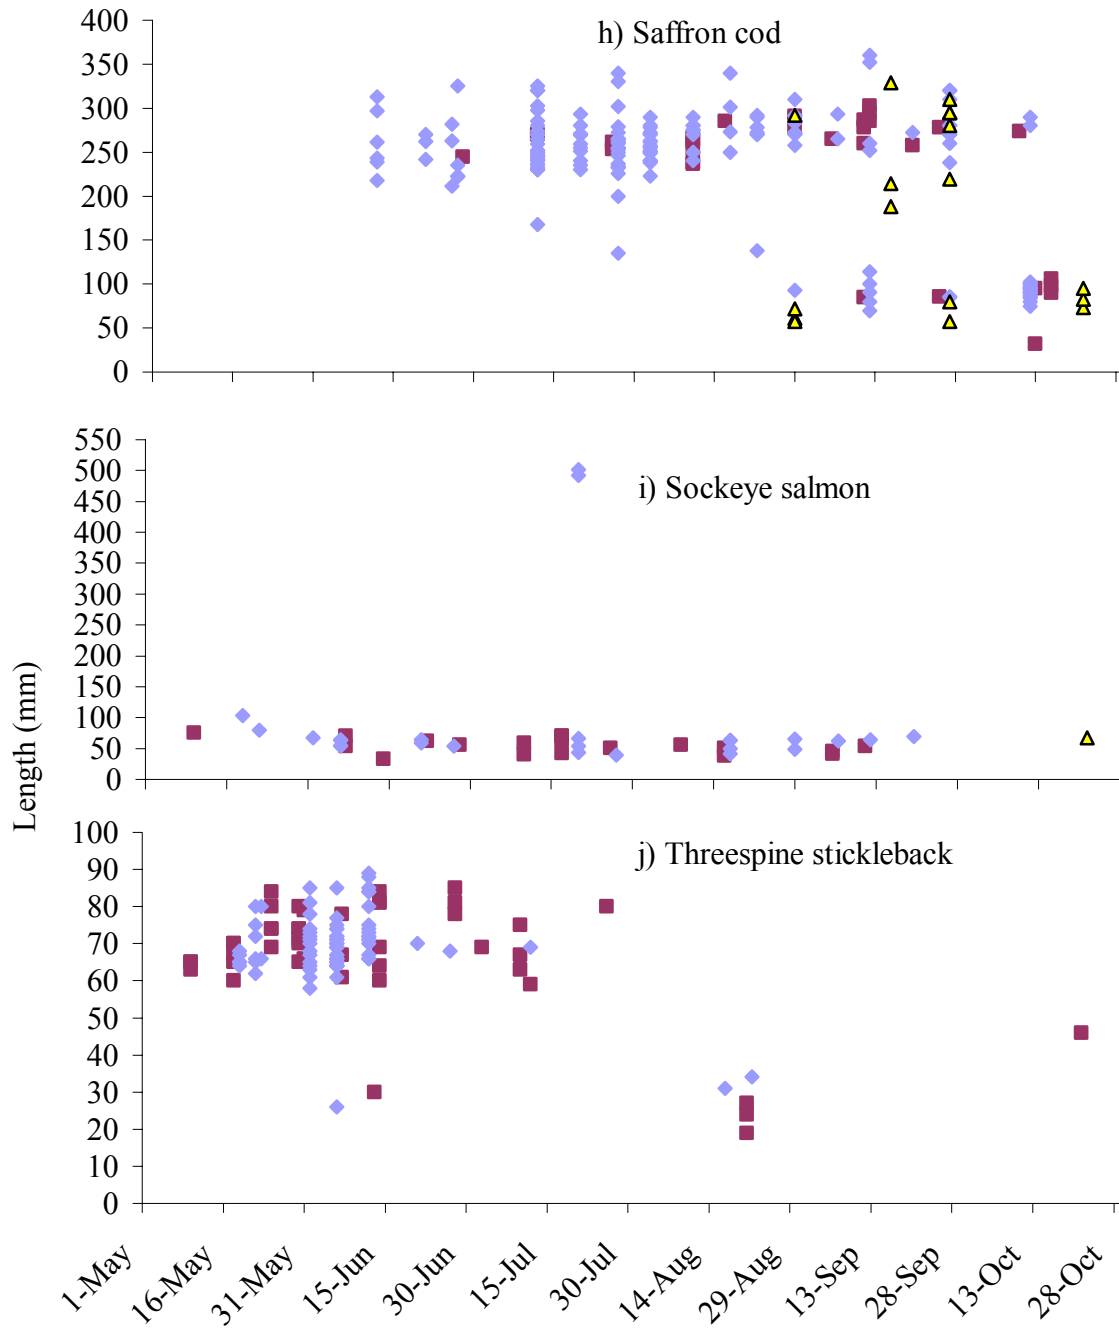 h) Saffron cod
400
350
300
250
200
150
100
50
0
i) Sockeye salmon
550
500
450
400
350
300
250
200
150
100
50
0
Length (mm)
j) Threespine stickleback
100
90
80
70
60
50
40
30
20
10
0
1-May
16-May
31-May
15-Jun
30-Jun
15-Jul
30-Jul
14-Aug
29-Aug
13-Sep
28-Sep
13-Oct
28-Oct